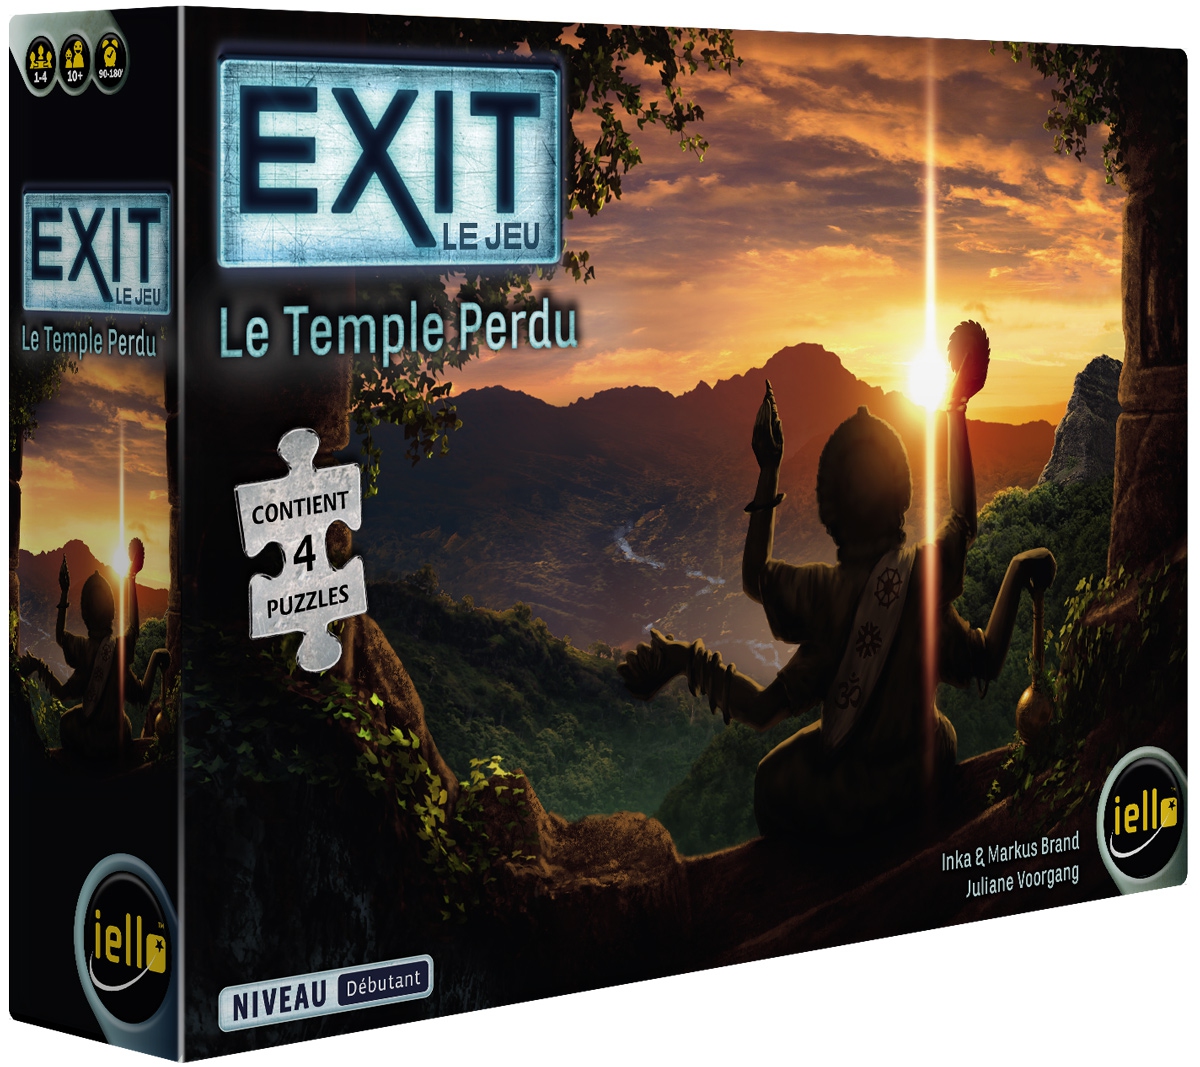 1-4
10+
90-180'
EXIT
LE JEU
Le Temple Perdu
iello
TM
EXIT
LE JEU
Le Temple Perdu
CONTIENT
4
PUZZLES
NIVEAU Débutant
Inka & Markus Brand
Juliane Voorgang
iello